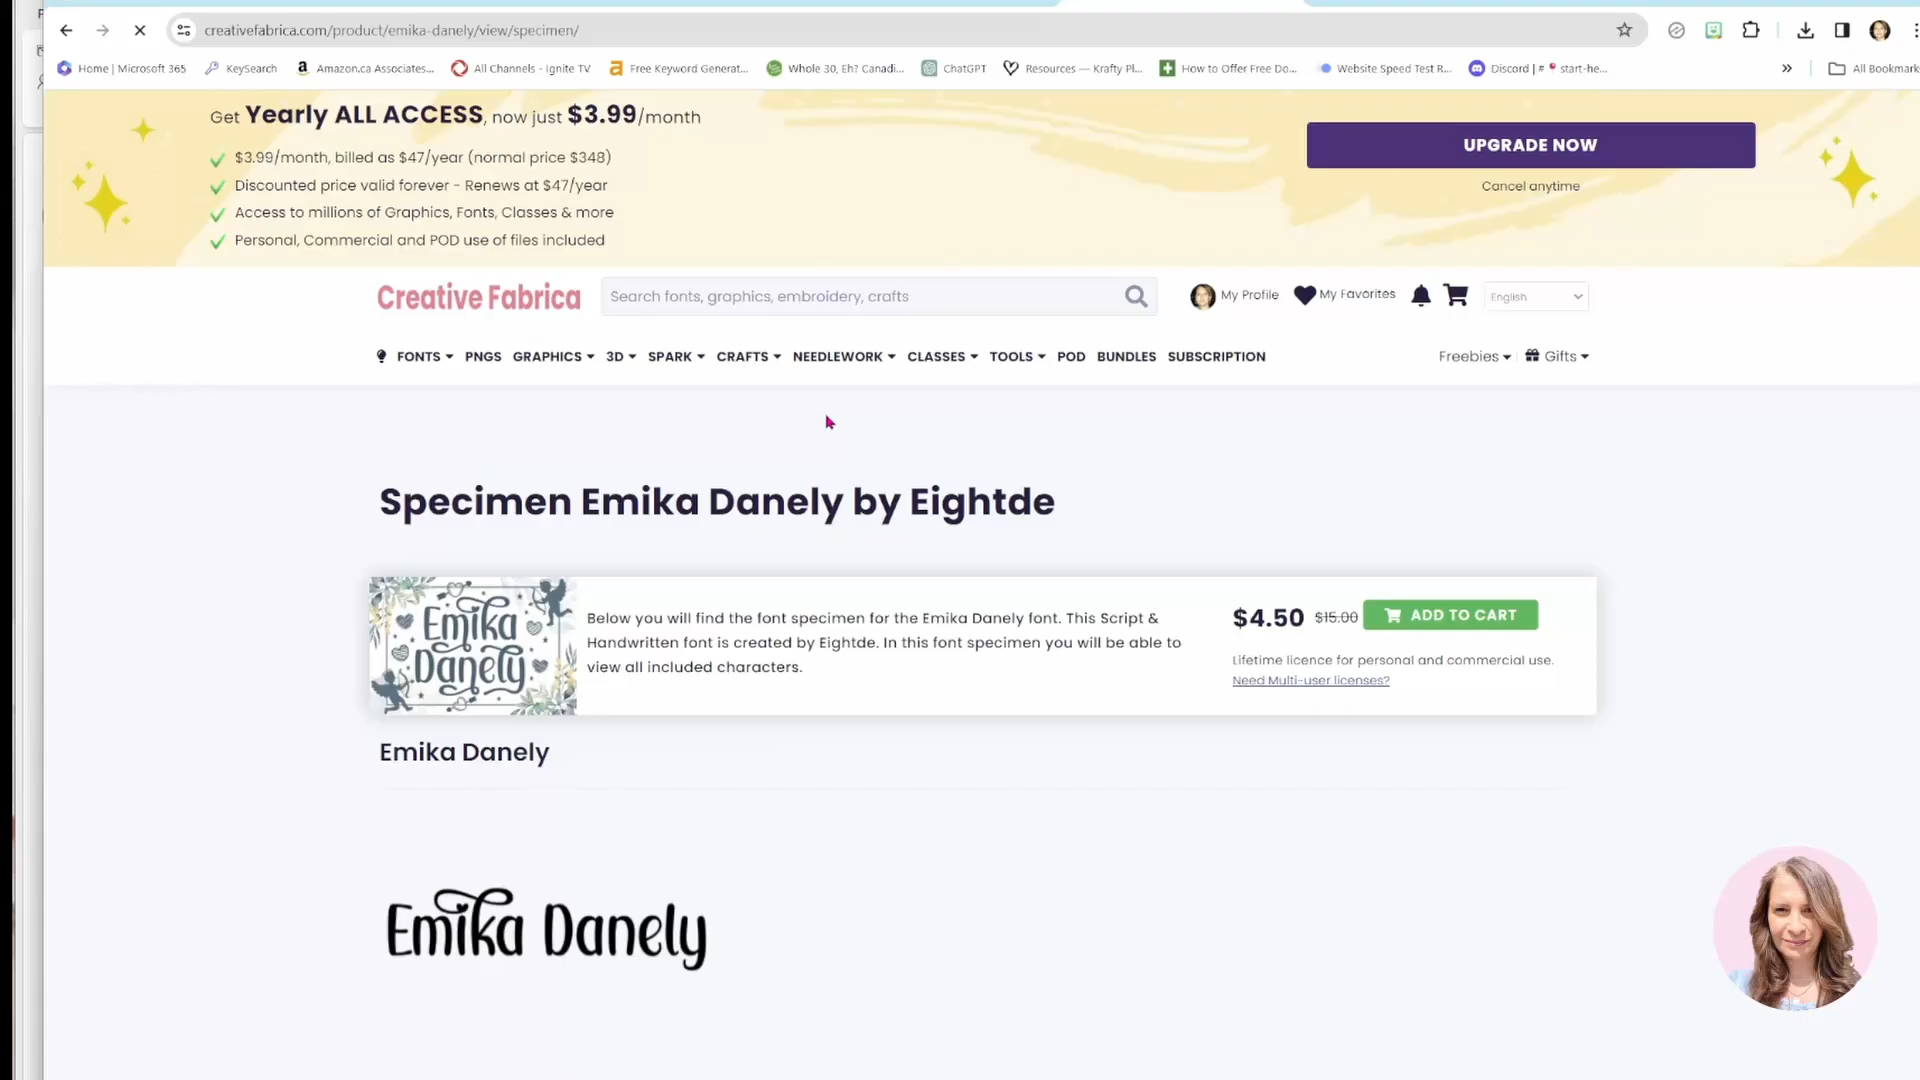 creativefabrica.com/product/emika-danely/view/specimen/
Home | Microsoft 365
KeySearch
Amazon.ca Associates...
All Channels - Ignite TV
Free Keyword Generat...
Whole 30, Eh? Canadi...
ChatGPT
Resources — Krafty Pl...
How to Offer Free Do...
Website Speed Test R...
Discord | # start-he...
All Bookmark
Get Yearly ALL ACCESS, now just $3.99/month
$3.99/month, billed as $47/year (normal price $348)
Discounted price valid forever - Renews at $47/year
Access to millions of Graphics, Fonts, Classes & more
Personal, Commercial and POD use of files included
UPGRADE NOW
Cancel anytime
Creative Fabrica
Search fonts, graphics, embroidery, crafts
My Profile
My Favorites
English
FONTS PNGS GRAPHICS 3D SPARK CRAFTS NEEDLEWORK CLASSES TOOLS POD BUNDLES SUBSCRIPTION
Freebies Gifts
Specimen Emika Danely by Eightde
Emika
Danely
Below you will find the font specimen for the Emika Danely font. This Script &
Handwritten font is created by Eightde. In this font specimen you will be able to
view all included characters.
$4.50 $15.00 ADD TO CART
Lifetime licence for personal and commercial use.
Need Multi-user licenses?
Emika Danely
Emika Danely